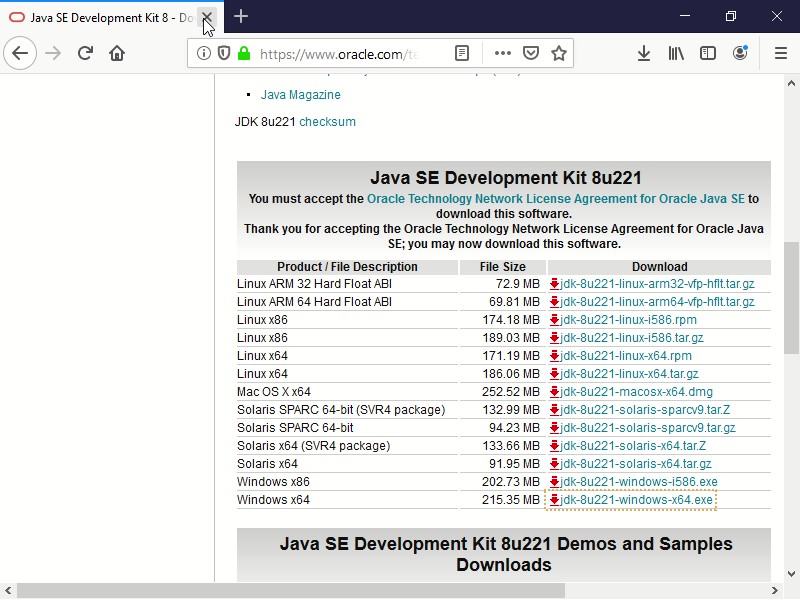 Java SE Development Kit 8 - Do
https://www.oracle.com/te
Java Magazine
JDK 8u221 checksum
Java SE Development Kit 8u221
You must accept the Oracle Technology Network License Agreement for Oracle Java SE to
download this software.
Thank you for accepting the Oracle Technology Network License Agreement for Oracle Java
SE; you may now download this software.
Product / File Description File Size Download
Linux ARM 32 Hard Float ABI 72.9 MB jdk-8u221-linux-arm32-vfp-hflt.tar.gz
Linux ARM 64 Hard Float ABI 69.81 MB jdk-8u221-linux-arm64-vfp-hflt.tar.gz
Linux x86 174.18 MB jdk-8u221-linux-i586.rpm
Linux x86 189.03 MB jdk-8u221-linux-i586.tar.gz
Linux x64 171.19 MB jdk-8u221-linux-x64.rpm
Linux x64 186.06 MB jdk-8u221-linux-x64.tar.gz
Mac OS X x64 252.52 MB jdk-8u221-macosx-x64.dmg
Solaris SPARC 64-bit (SVR4 package) 132.99 MB jdk-8u221-solaris-sparcv9.tar.Z
Solaris SPARC 64-bit 94.23 MB jdk-8u221-solaris-sparcv9.tar.gz
Solaris x64 (SVR4 package) 133.66 MB jdk-8u221-solaris-x64.tar.Z
Solaris x64 91.95 MB jdk-8u221-solaris-x64.tar.gz
Windows x86 202.73 MB jdk-8u221-windows-i586.exe
Windows x64 215.35 MB jdk-8u221-windows-x64.exe
Java SE Development Kit 8u221 Demos and Samples
Downloads